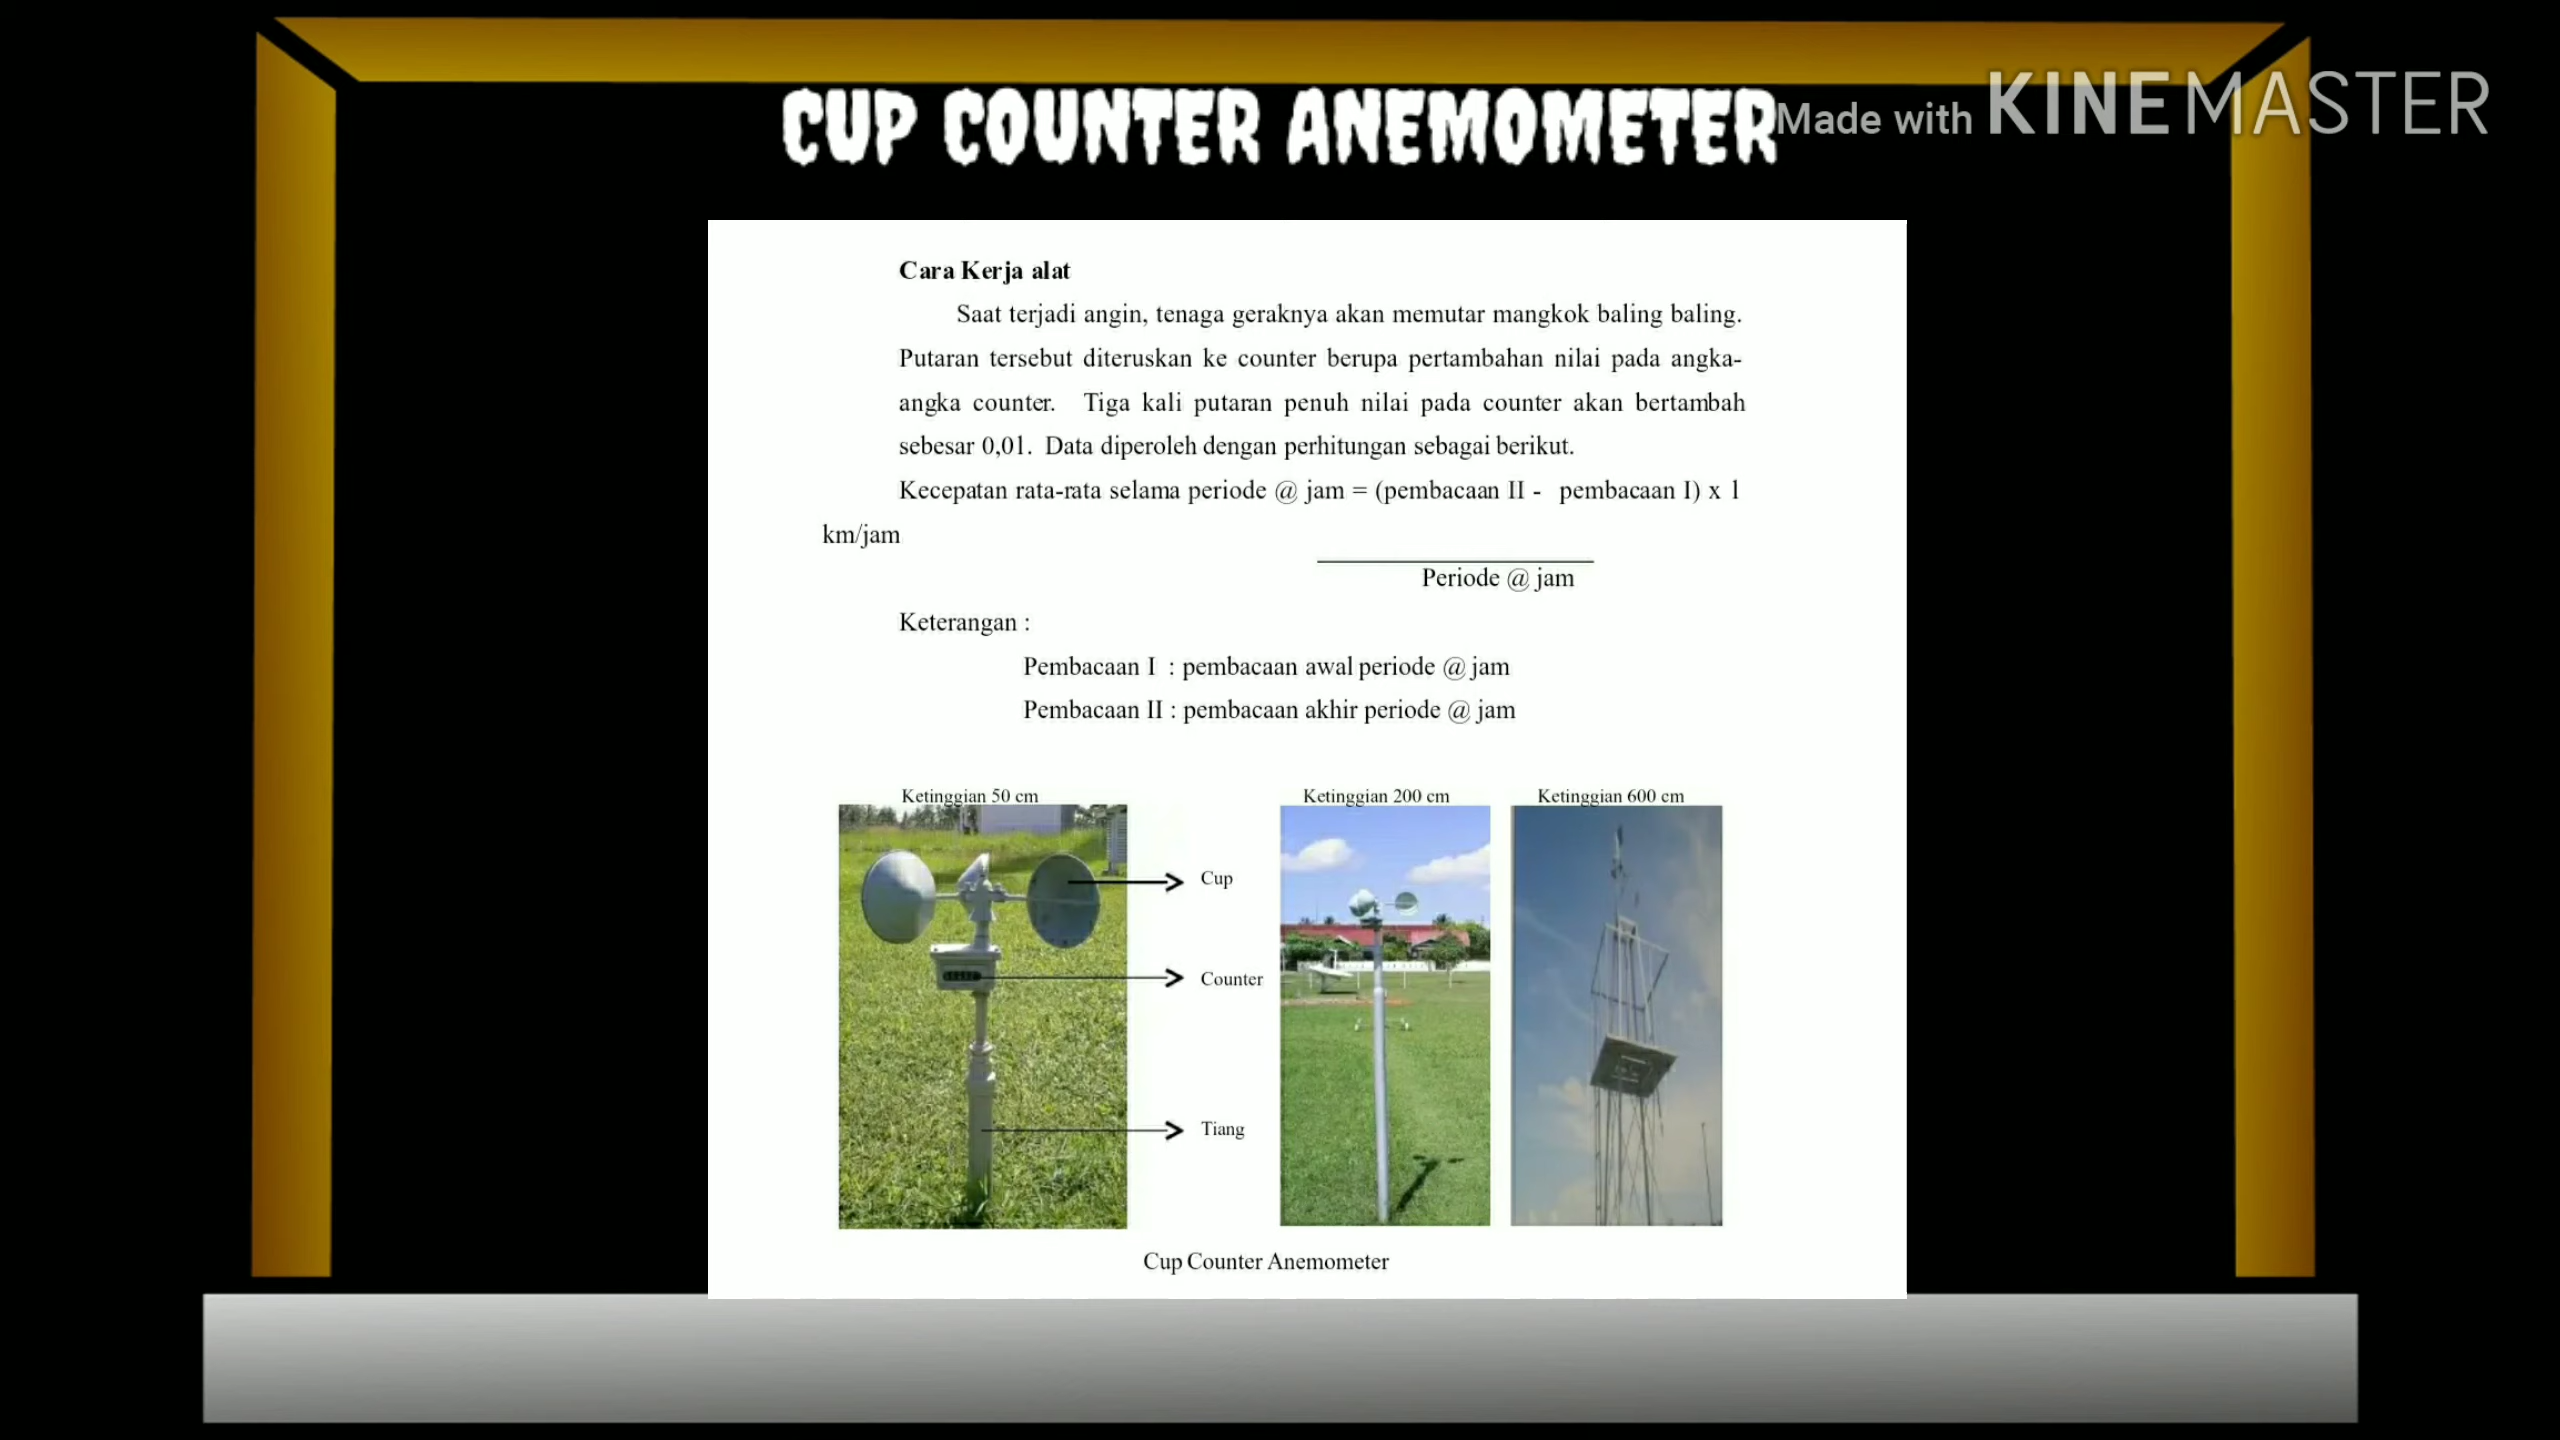 CUP COUNTER ANEMOMETER
Made with KINEMASTER
Cara Kerja alat
Saat terjadi angin, tenaga geraknya akan memutar mangkok baling baling.
Putaran tersebut diteruskan ke counter berupa pertambahan nilai pada angka-
angka counter. Tiga kali putaran penuh nilai pada counter akan bertambah
sebesar 0,01. Data diperoleh dengan perhitungan sebagai berikut.
Kecepatan rata-rata selama periode @ jam = (pembacaan II - pembacaan I) x 1
km/jam
Periode @ jam
Keterangan :
Pembacaan I : pembacaan awal periode @ jam
Pembacaan II : pembacaan akhir periode @ jam
Ketinggian 50 cm
Ketinggian 200 cm
Ketinggian 600 cm
Cup
Counter
Tiang
Cup Counter Anemometer